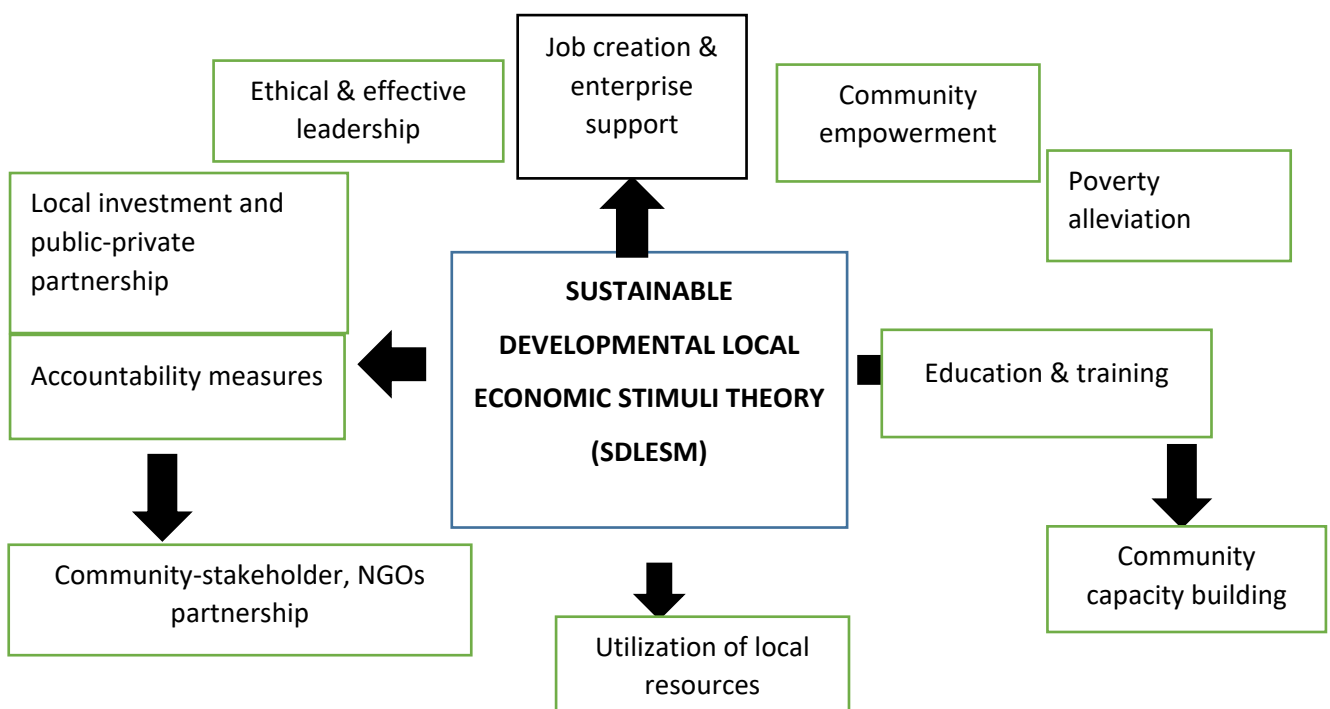 Job creation &
enterprise
support
Ethical & effective
leadership
Community
empowerment
Poverty
alleviation
Local investment and
public-private
partnership
SUSTAINABLE
DEVELOPMENTAL LOCAL
ECONOMIC STIMULI THEORY
(SDLESM)
Accountability measures
Education & training
Community-stakeholder, NGOs
partnership
Community
capacity building
Utilization of local
resources